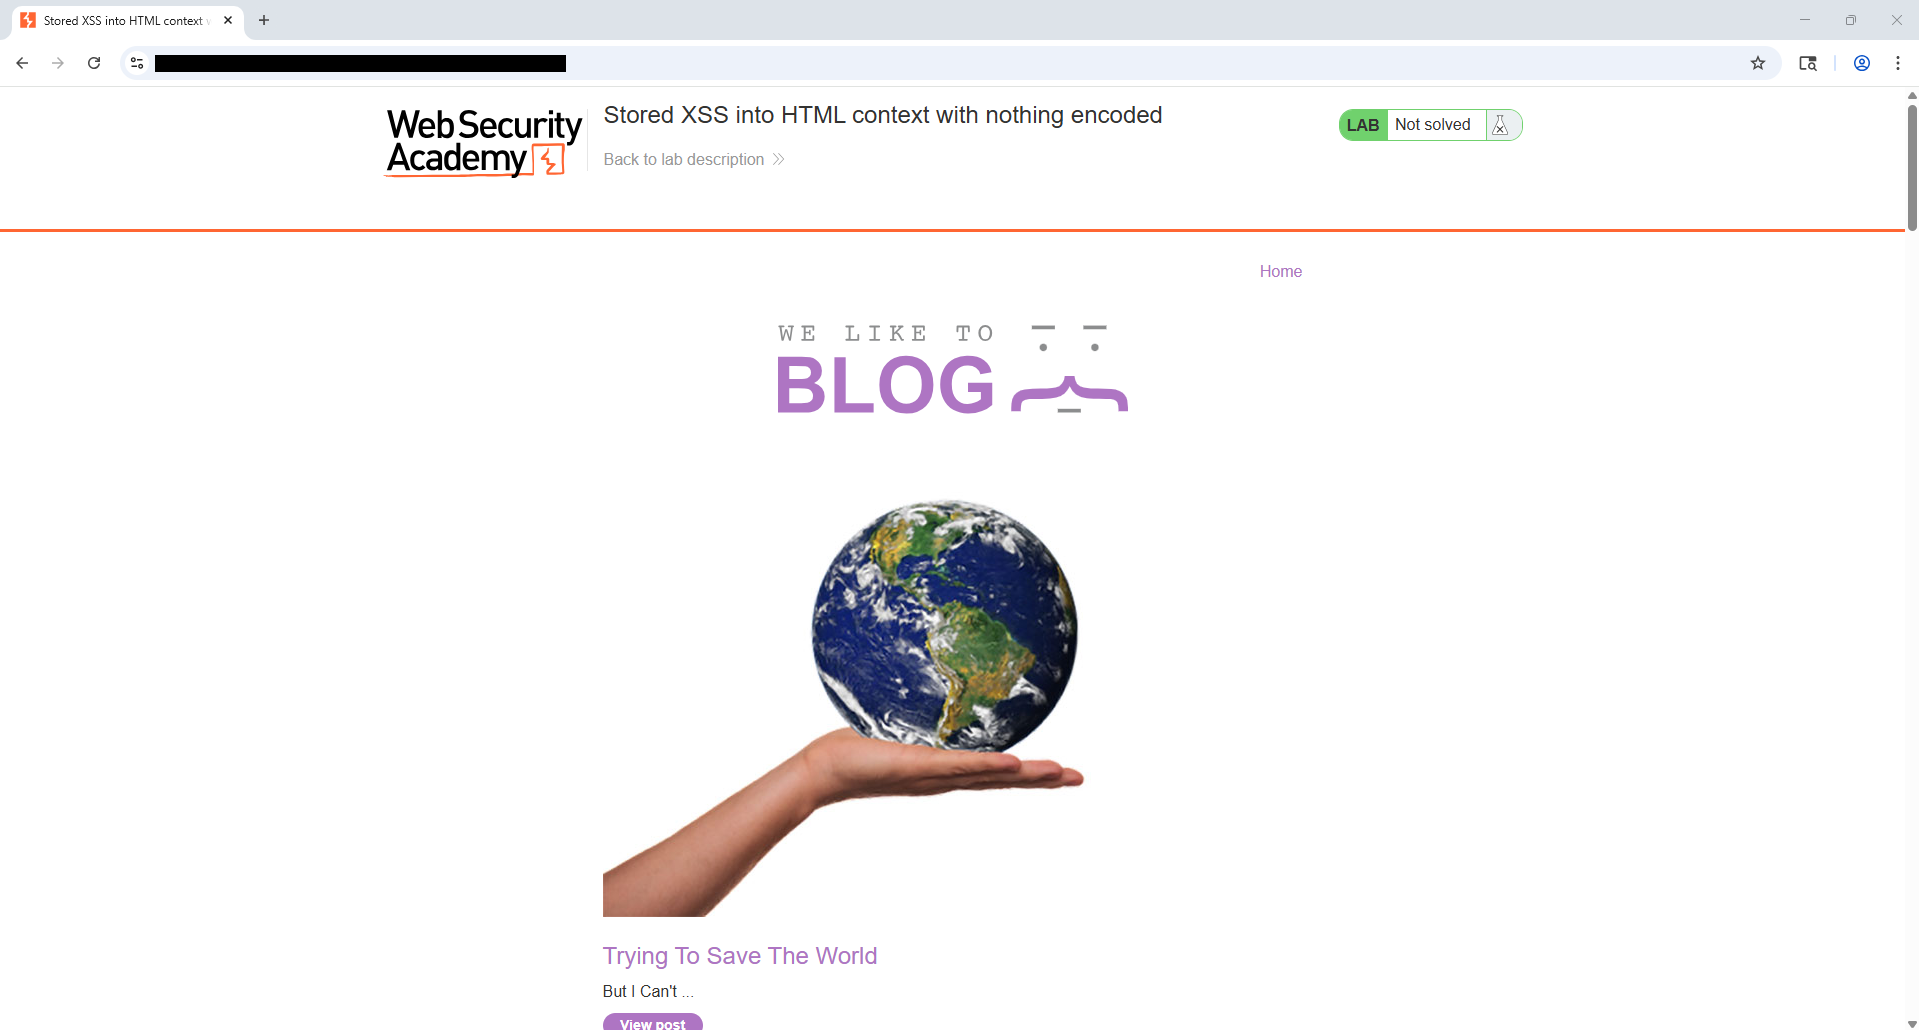 Stored XSS into HTML context w
Web Security
Academy
Stored XSS into HTML context with nothing encoded
Back to lab description
LAB Not solved
Home
WE LIKE TO
BLOG
Trying To Save The World
But I Can't ...
View post